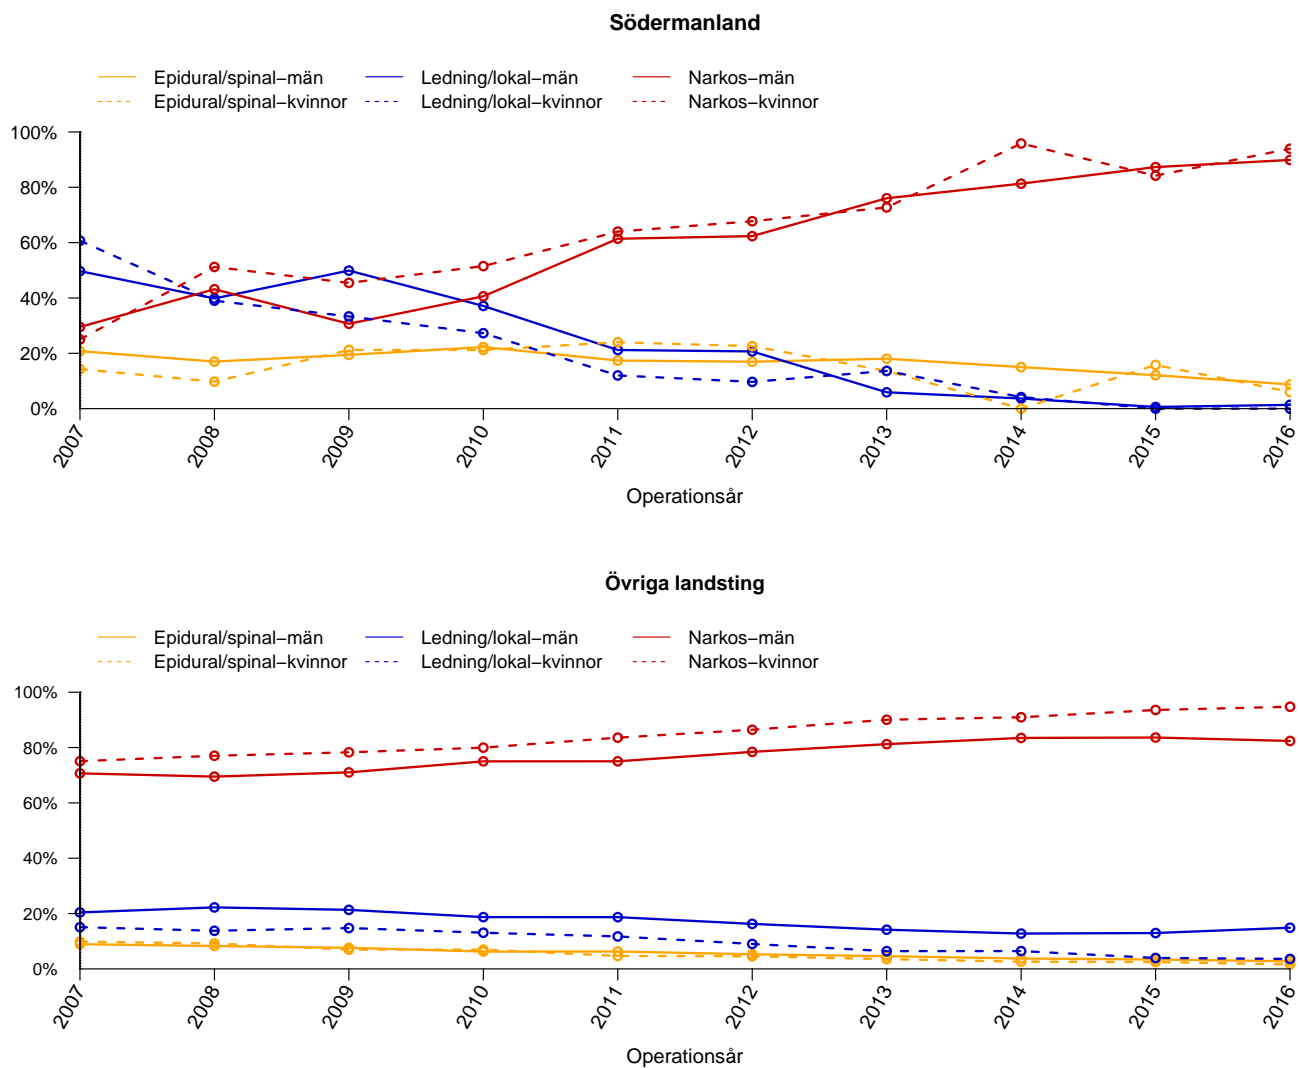 Södermanland
Epidural/spinal−män Ledning/lokal−män Narkos−män
Epidural/spinal−kvinnor Ledning/lokal−kvinnor Narkos−kvinnor
100%
80%
60%
40%
20%
0%
2007 2008 2009 2010 2011 2012 2013 2014 2015 2016
Operationsår
Övriga landsting
Epidural/spinal−män Ledning/lokal−män Narkos−män
Epidural/spinal−kvinnor Ledning/lokal−kvinnor Narkos−kvinnor
100%
80%
60%
40%
20%
0%
2007 2008 2009 2010 2011 2012 2013 2014 2015 2016
Operationsår